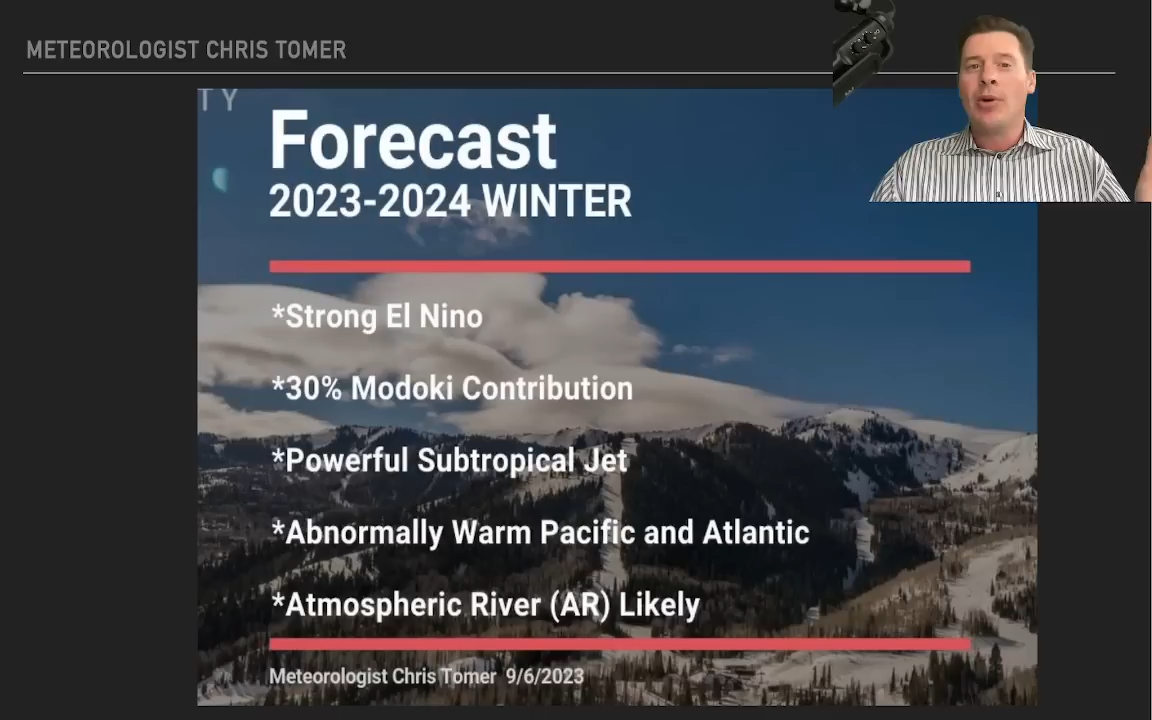 METEOROLOGIST CHRIS TOMER
TY
Forecast
2023-2024 WINTER
*Strong El Nino
*30% Modoki Contribution
*Powerful Subtropical Jet
*Abnormally Warm Pacific and Atlantic
*Atmospheric River (AR) Likely
Meteorologist Chris Tomer 9/6/2023